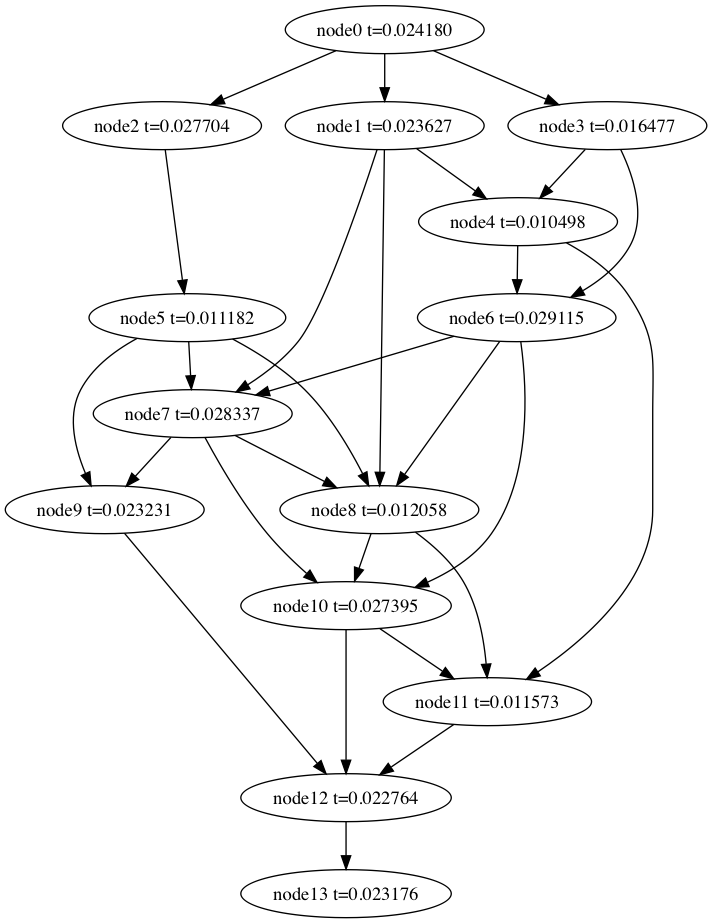 node0 t=0.024180
node2 t=0.027704
node1 t=0.023627
node3 t=0.016477
node4 t=0.010498
node5 t=0.011182
node6 t=0.029115
node7 t=0.028337
node9 t=0.023231
node8 t=0.012058
node10 t=0.027395
node11 t=0.011573
node12 t=0.022764
node13 t=0.023176